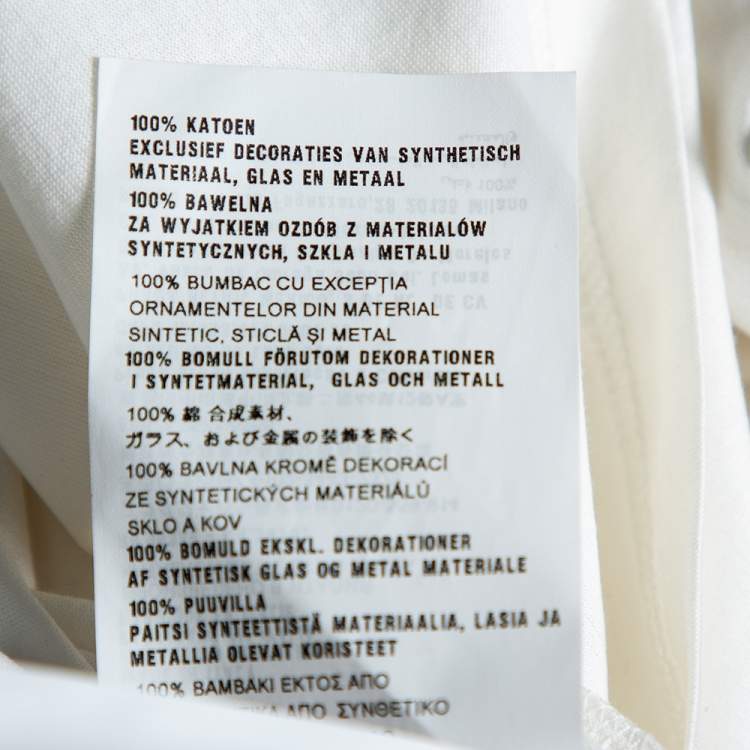 100% KATOEN
EXCLUSIEF DECORATIES VAN SYNTHETISCH
MATERIAAL, GLAS EN METAAL
100% BAWELNA
ZA WYJATKIEM OZDÓB Z MATERIALÓW
SYNTETYCZNYCH, SZKLA I METALU
100% BUMBAC CU EXCEPŢIA
ORNAMENTELOR DIN MATERIAL
SINTETIC, STICLĂ ŞI METAL
100% BOMULL FÖRUTOM DEKORATIONER
I SYNTETMATERIAL, GLAS OCH METALL
100% 綿 合成素材、
ガラス、および金属の装飾を除く
100% BAVLNA KROMĚ DEKORACÍ
ZE SYNTETICKÝCH MATERIÁLŮ
SKLO A KOV
100% BOMULD EKSKL. DEKORATIONER
AF SYNTETISK GLAS OG METAL MATERIALE
100% PUUVILLA
PAITSI SYNTEETTISTÄ MATERIAALIA, LASIA JA
METALLIA OLEVAT KORISTEET
100% ΒΑΜΒΑΚΙ ΕΚΤΟΣ ΑΠΟ
ΑΠΟ ΣΥΝΘΕΤΙΚΟ